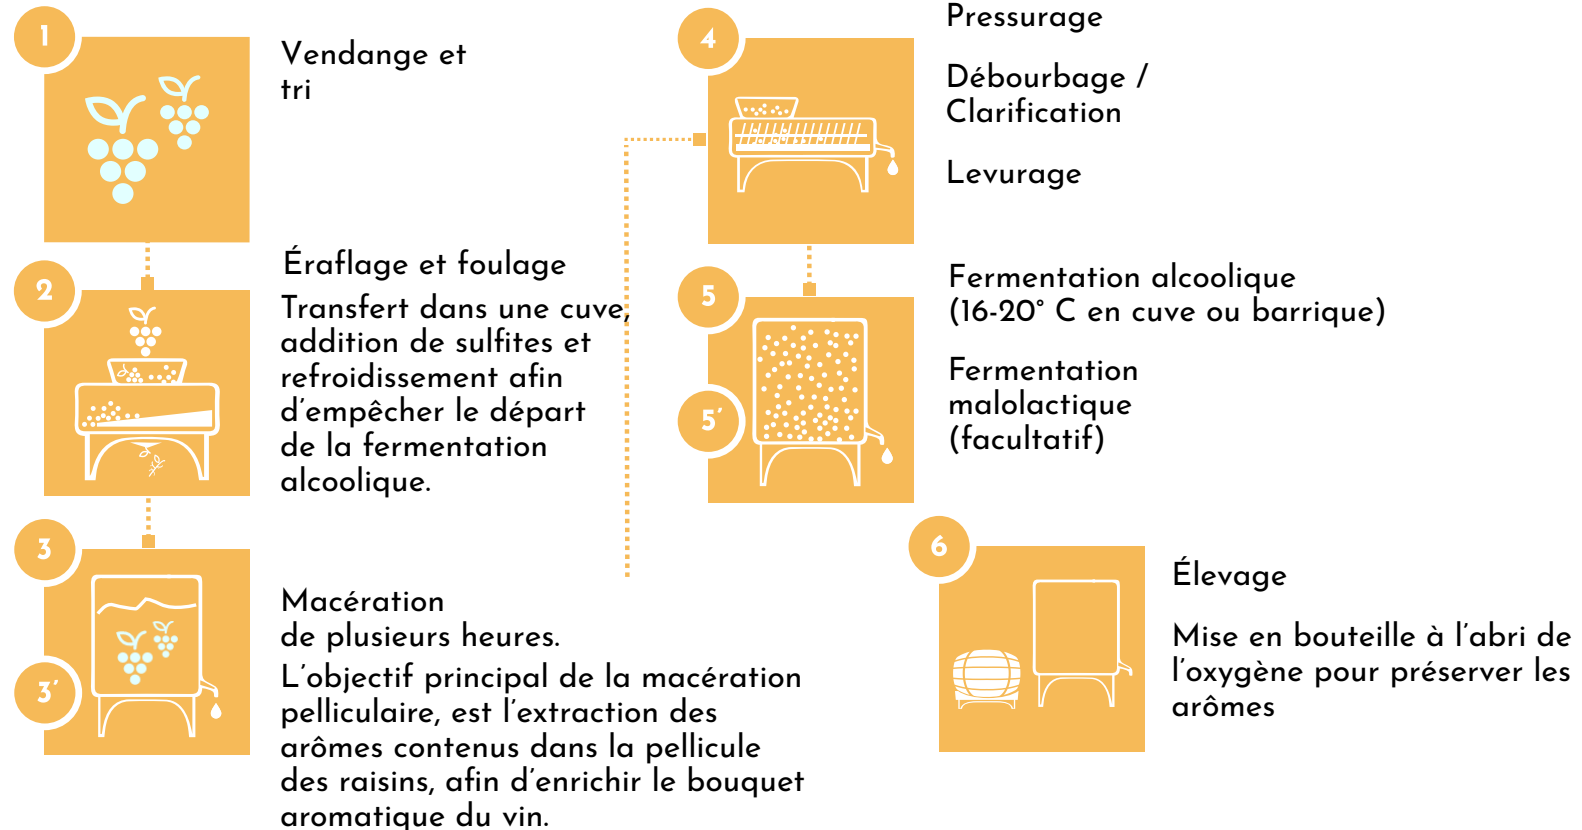 1
Vendange et
tri
2
Éraflage et foulage
Transfert dans une cuve,
addition de sulfites et
refroidissement afin
d'empêcher le départ
de la fermentation
alcoolique.
3
3´
Macération
de plusieurs heures.
L'objectif principal de la macération
pelliculaire, est l'extraction des
arômes contenus dans la pellicule
des raisins, afin d'enrichir le bouquet
aromatique du vin.
4
Pressurage
Débourbage /
Clarification
Levurage
5
Fermentation alcoolique
(16-20° C en cuve ou barrique)
5´
Fermentation
malolactique
(facultatif)
6
Élevage
Mise en bouteille à l'abri de
l'oxygène pour préserver les
arômes